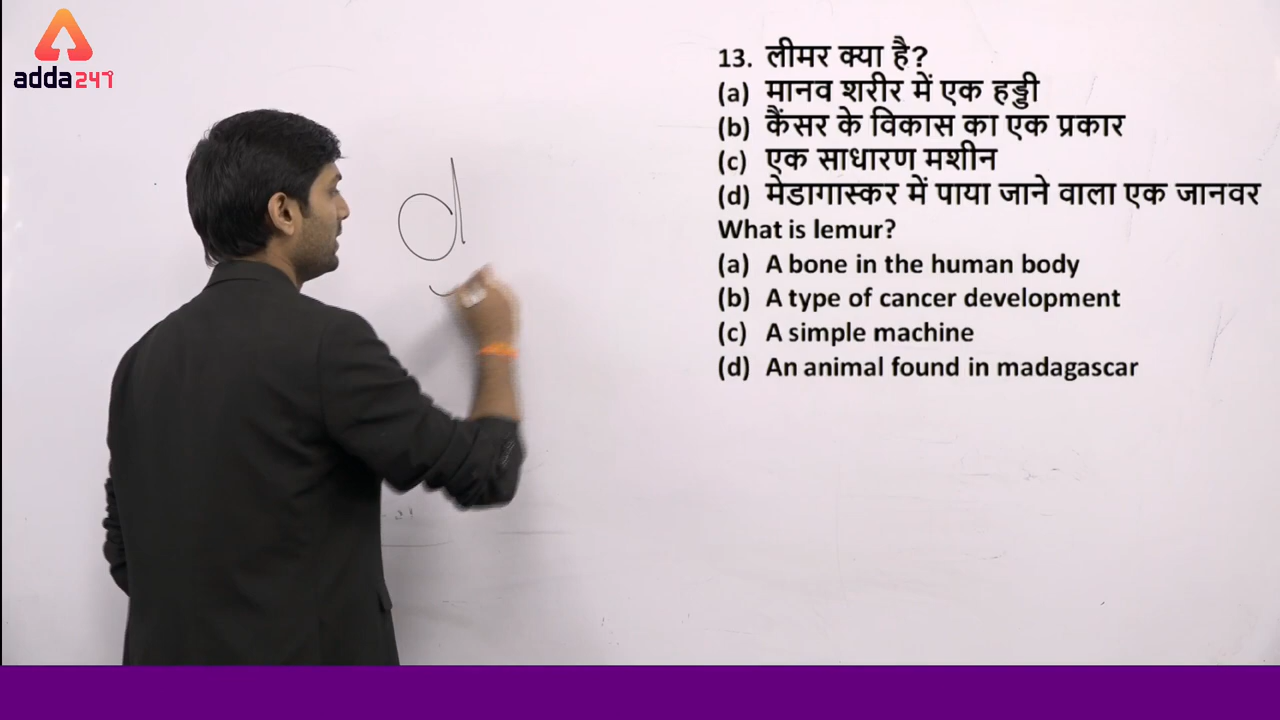 adda247
13. लीमर क्या है?
(a) मानव शरीर में एक हड्डी
(b) कैंसर के विकास का एक प्रकार
(c) एक साधारण मशीन
(d) मेडागास्कर में पाया जाने वाला एक जानवर
What is lemur?
(a) A bone in the human body
(b) A type of cancer development
(c) A simple machine
(d) An animal found in madagascar
d